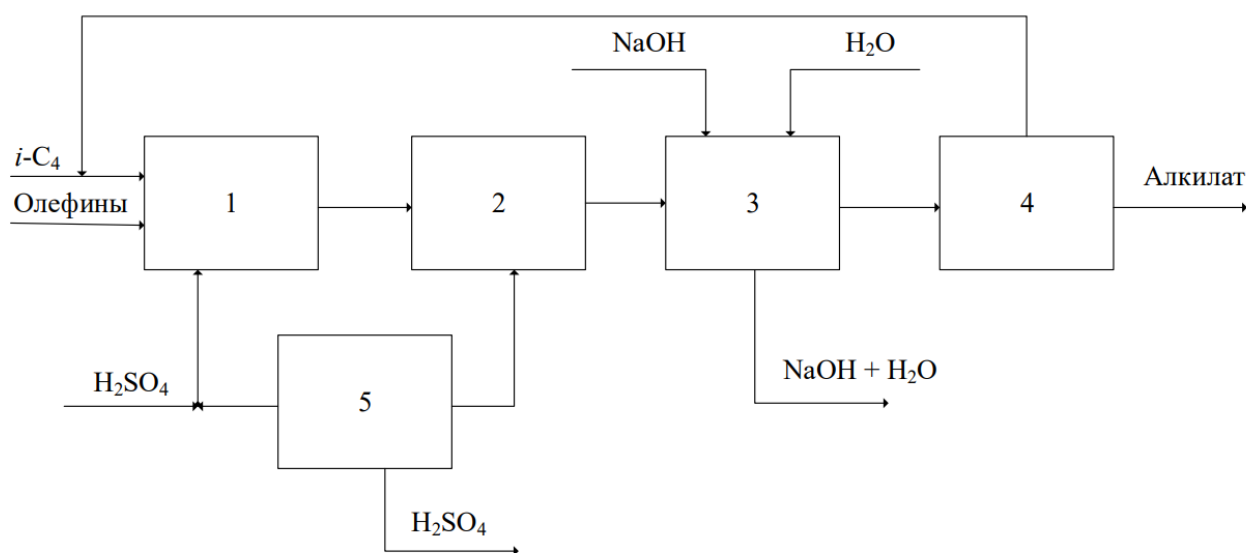 NaOH
H₂O
i-C₄
Олефины
1
2
3
4
Алкилат
H₂SO₄
5
NaOH + H₂O
H₂SO₄